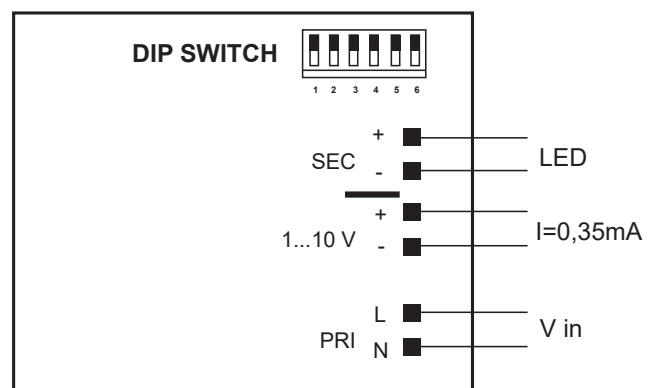 DIP SWITCH
1 2 3 4 5 6
+
SEC
-
LED
+
1...10 V
-
I=0,35mA
L
PRI
N
V in